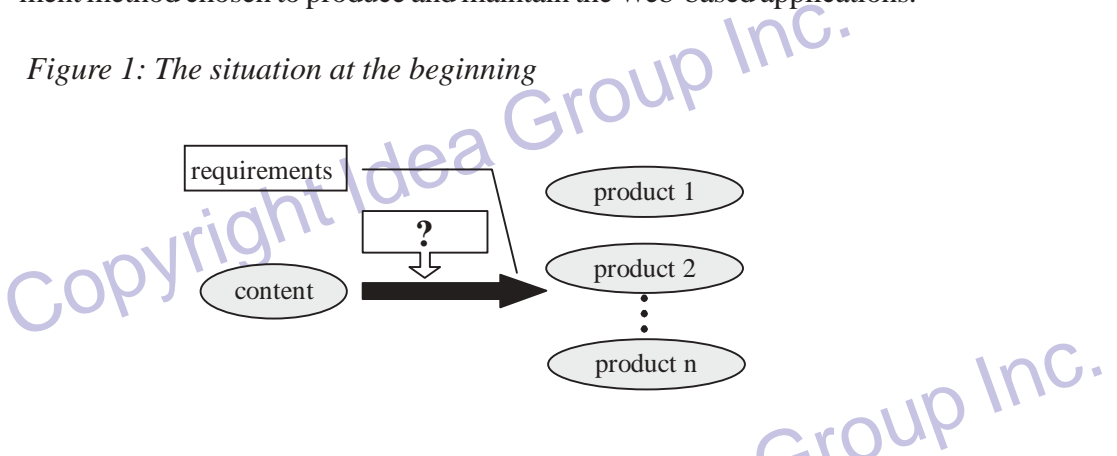 ment method chosen to produce and maintain the Web-based applications.
Figure 1: The situation at the beginning
requirements
product 1
?
product 2
content
product n
Copyright Idea Group Inc.
Group Inc.